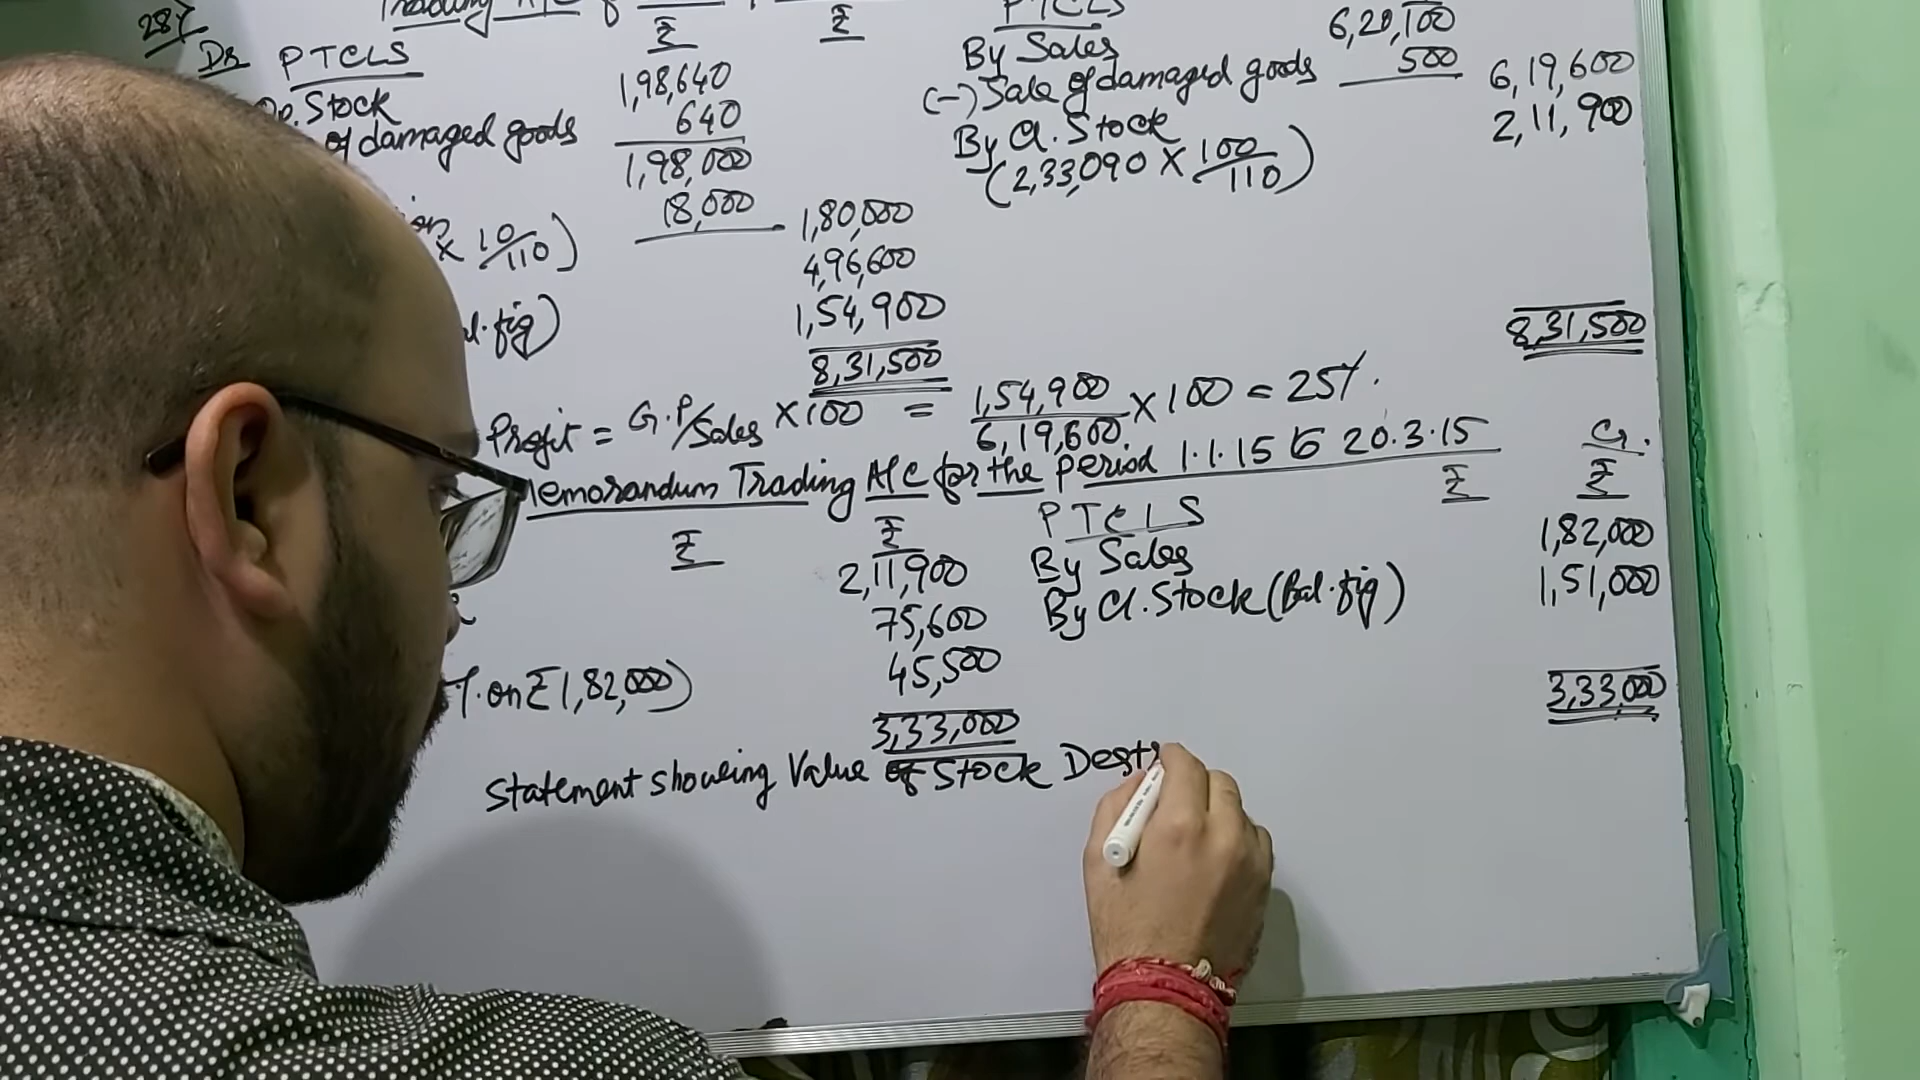 287
Trading A/C
₹ ₹
Dr PTCLS PTCLS
Op. Stock 1,98,640 By Sales 6,20,100
of damaged goods 640 (-) Sale of damaged goods 500 6,19,600
1,98,000 By Cl. Stock 2,11,900
18,000 1,80,000 (2,33,090 × 100/110)
× 10/110)
4,96,600
l.fig) 1,54,900
8,31,500 8,31,500
Profit = G.P/Sales × 100 = 1,54,900/6,19,600 × 100 = 25%.
Memorandum Trading A/C for the Period 1.1.15 to 20.3.15 Cr.
₹ ₹ PTCLS ₹ ₹
2,11,900 By Sales 1,82,000
75,600 By Cl. Stock (Bal.fig) 1,51,000
%.on ₹1,82,000) 45,500
3,33,000 3,33,000
Statement showing Value of Stock Dest